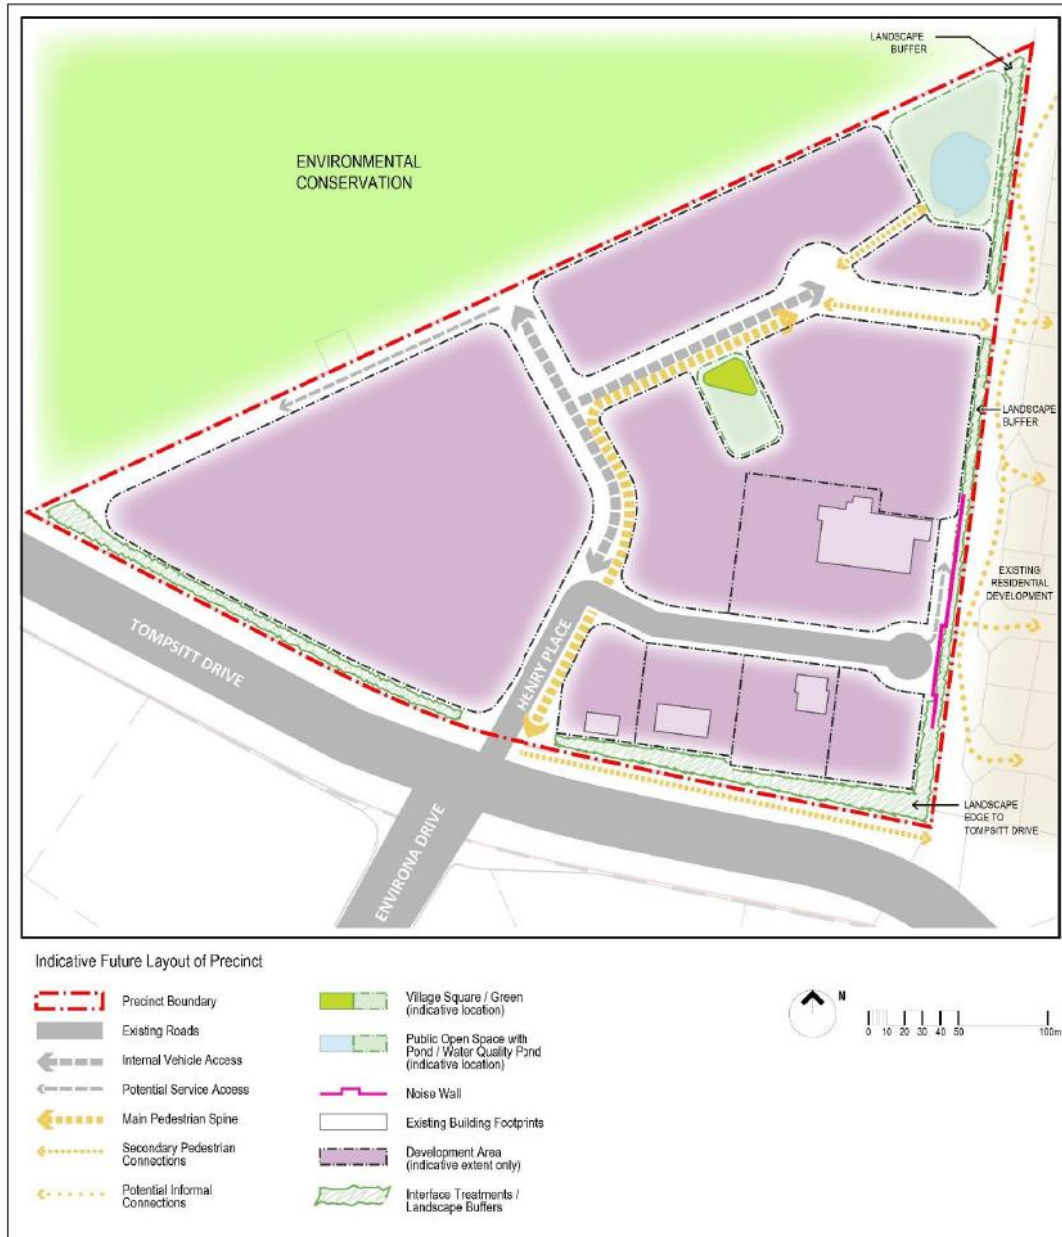 LANDSCAPE
BUFFER
ENVIRONMENTAL
CONSERVATION
LANDSCAPE
BUFFER
EXISTING
RESIDENTIAL
DEVELOPMENT
TOMPSITT DRIVE
HENRY PLACE
LANDSCAPE
EDGE TO
TOMPSITT DRIVE
ENVIRONA DRIVE
Indicative Future Layout of Precinct
Precinct Boundary
Existing Roads
Internal Vehicle Access
Potential Service Access
Main Pedestrian Spine
Secondary Pedestrian
Connections
Potential Informal
Connections
Village Square / Green
(indicative location)
Public Open Space with
Pond / Water Quality Pond
(indicative location)
Noise Wall
Existing Building Footprints
Development Area
(indicative extent only)
Interface Treatments /
Landscape Buffers
N
0 10 20 30 40 50 100m